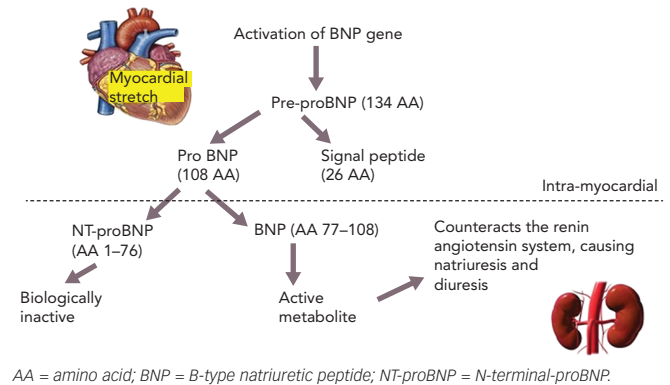 Activation of BNP gene
Myocardial
stretch
Pre-proBNP (134 AA)
Pro BNP
(108 AA)
Signal peptide
(26 AA)
Intra-myocardial
NT-proBNP
(AA 1–76)
BNP (AA 77–108)
Counteracts the renin
angiotensin system, causing
natriuresis and
diuresis
Biologically
inactive
Active
metabolite
AA = amino acid; BNP = B-type natriuretic peptide; NT-proBNP = N-terminal-proBNP.